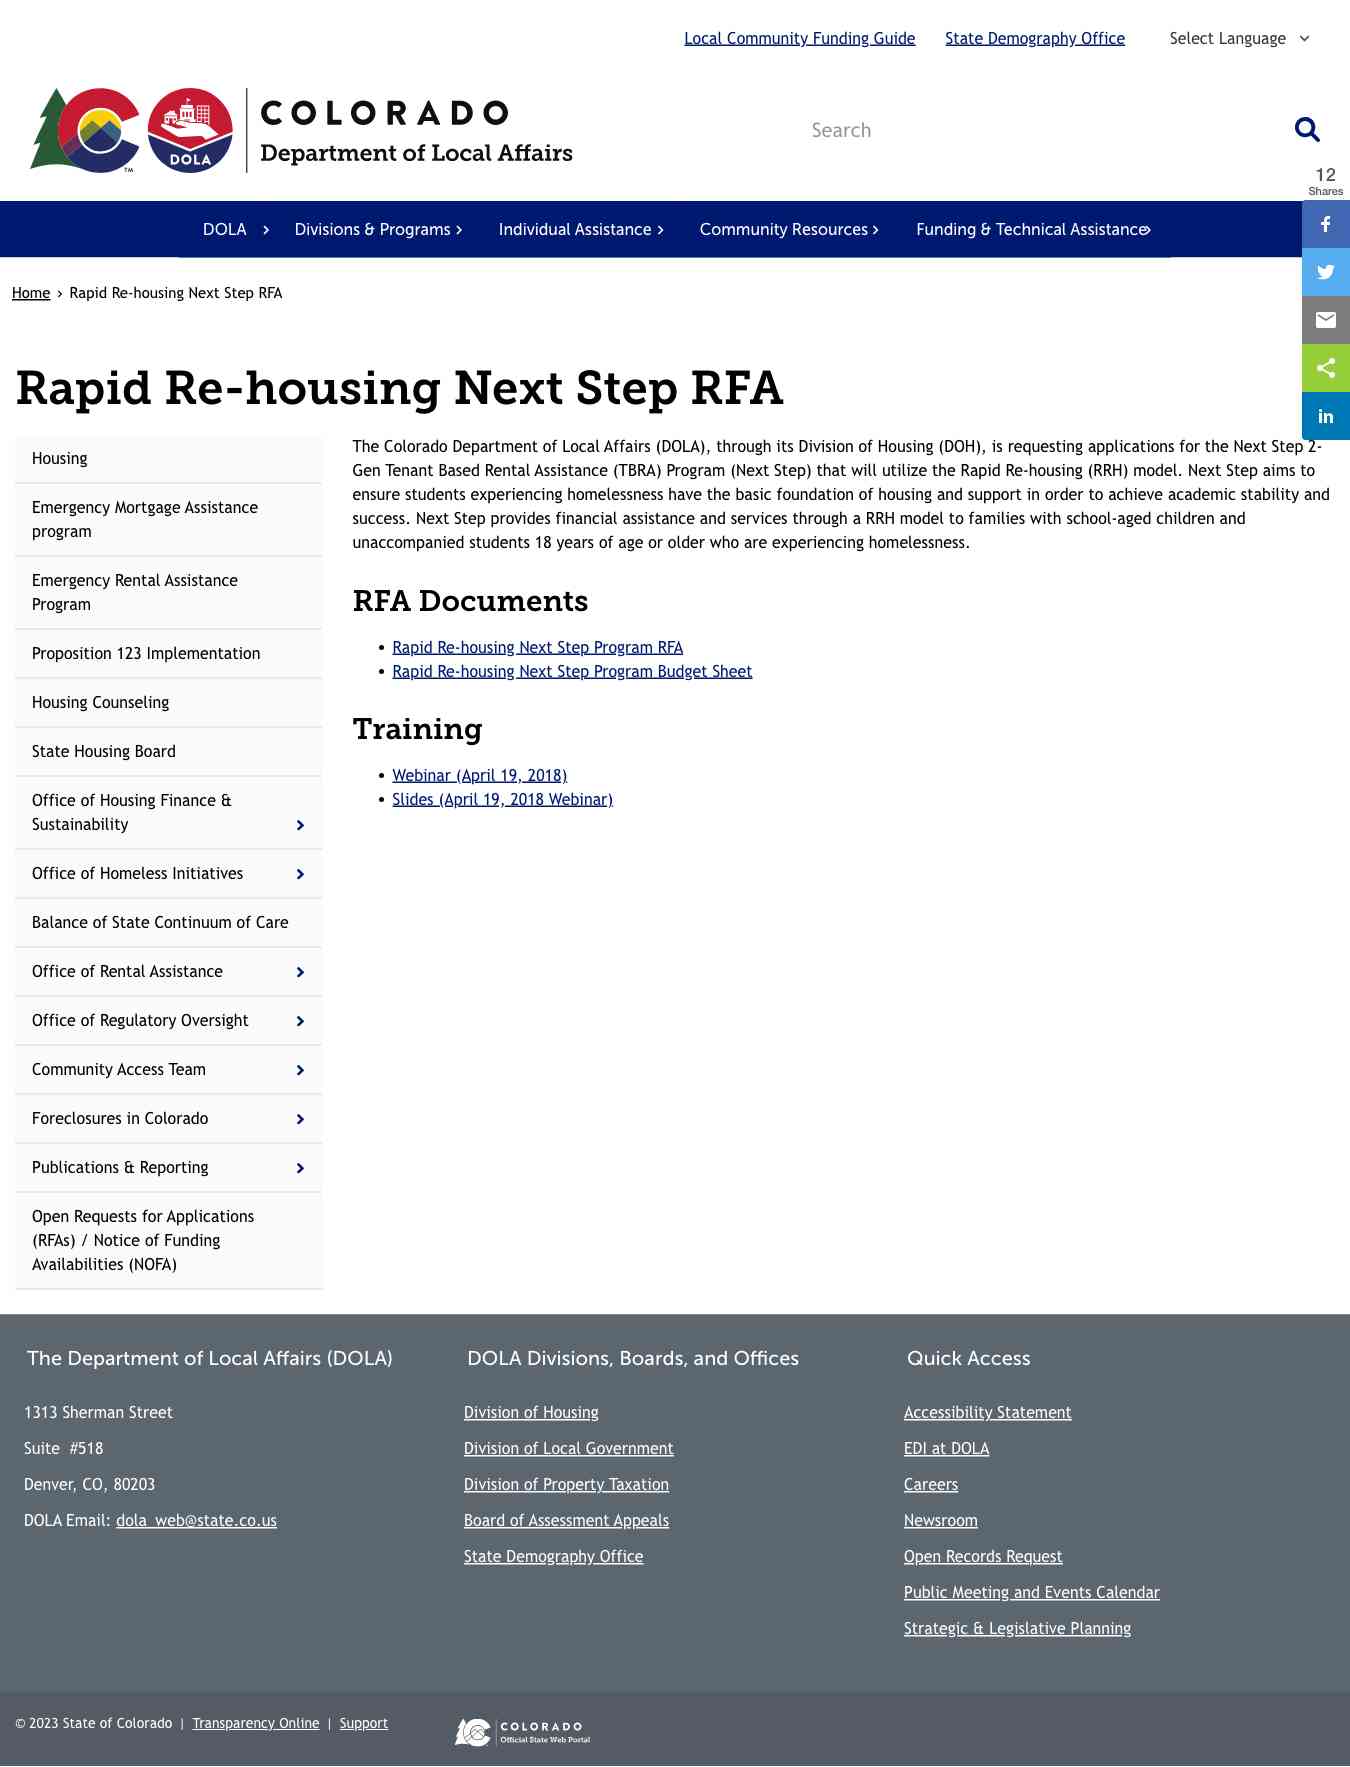 Local Community Funding Guide State Demography Office Select Language
COLORADO
Department of Local Affairs
DOLA
TM
Search
12
Shares
DOLA Divisions & Programs Individual Assistance Community Resources Funding & Technical Assistance
Home › Rapid Re-housing Next Step RFA
Rapid Re-housing Next Step RFA
Housing
Emergency Mortgage Assistance
program
Emergency Rental Assistance
Program
Proposition 123 Implementation
Housing Counseling
State Housing Board
Office of Housing Finance &
Sustainability
Office of Homeless Initiatives
Balance of State Continuum of Care
Office of Rental Assistance
Office of Regulatory Oversight
Community Access Team
Foreclosures in Colorado
Publications & Reporting
Open Requests for Applications
(RFAs) / Notice of Funding
Availabilities (NOFA)
The Colorado Department of Local Affairs (DOLA), through its Division of Housing (DOH), is requesting applications for the Next Step 2-
Gen Tenant Based Rental Assistance (TBRA) Program (Next Step) that will utilize the Rapid Re-housing (RRH) model. Next Step aims to
ensure students experiencing homelessness have the basic foundation of housing and support in order to achieve academic stability and
success. Next Step provides financial assistance and services through a RRH model to families with school-aged children and
unaccompanied students 18 years of age or older who are experiencing homelessness.
RFA Documents
• Rapid Re-housing Next Step Program RFA
• Rapid Re-housing Next Step Program Budget Sheet
Training
• Webinar (April 19, 2018)
• Slides (April 19, 2018 Webinar)
The Department of Local Affairs (DOLA)
1313 Sherman Street
Suite #518
Denver, CO, 80203
DOLA Email: dola_web@state.co.us
DOLA Divisions, Boards, and Offices
Division of Housing
Division of Local Government
Division of Property Taxation
Board of Assessment Appeals
State Demography Office
Quick Access
Accessibility Statement
EDI at DOLA
Careers
Newsroom
Open Records Request
Public Meeting and Events Calendar
Strategic & Legislative Planning
© 2023 State of Colorado | Transparency Online | Support
COLORADO
Official State Web Portal